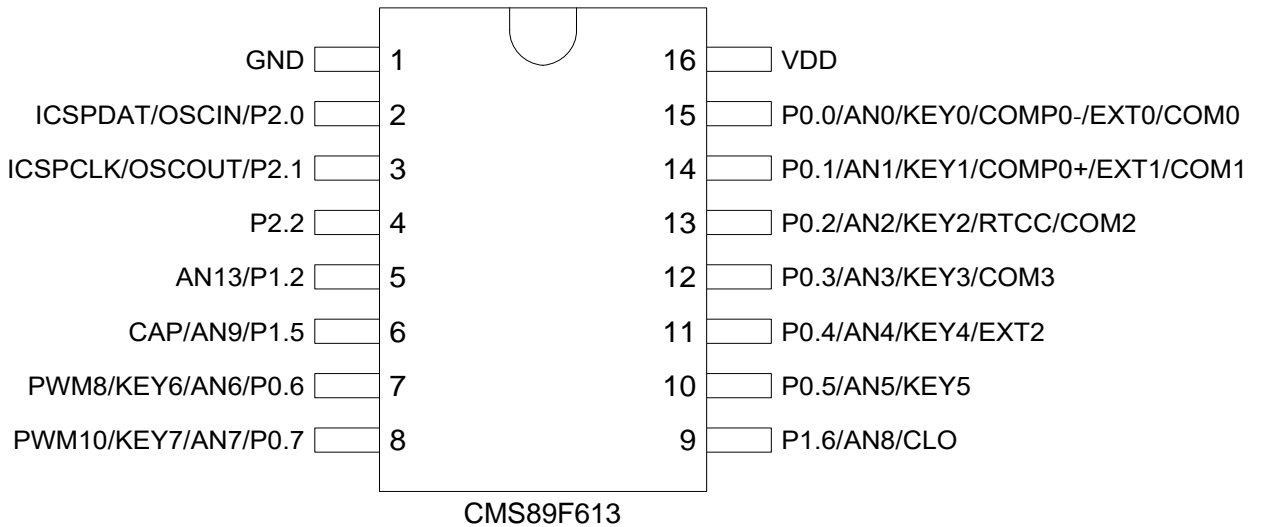 GND 1 16 VDD
ICSPDAT/OSCIN/P2.0 2 15 P0.0/AN0/KEY0/COMP0-/EXT0/COM0
ICSPCLK/OSCOUT/P2.1 3 14 P0.1/AN1/KEY1/COMP0+/EXT1/COM1
P2.2 4 13 P0.2/AN2/KEY2/RTCC/COM2
AN13/P1.2 5 12 P0.3/AN3/KEY3/COM3
CAP/AN9/P1.5 6 11 P0.4/AN4/KEY4/EXT2
PWM8/KEY6/AN6/P0.6 7 10 P0.5/AN5/KEY5
PWM10/KEY7/AN7/P0.7 8 9 P1.6/AN8/CLO
CMS89F613